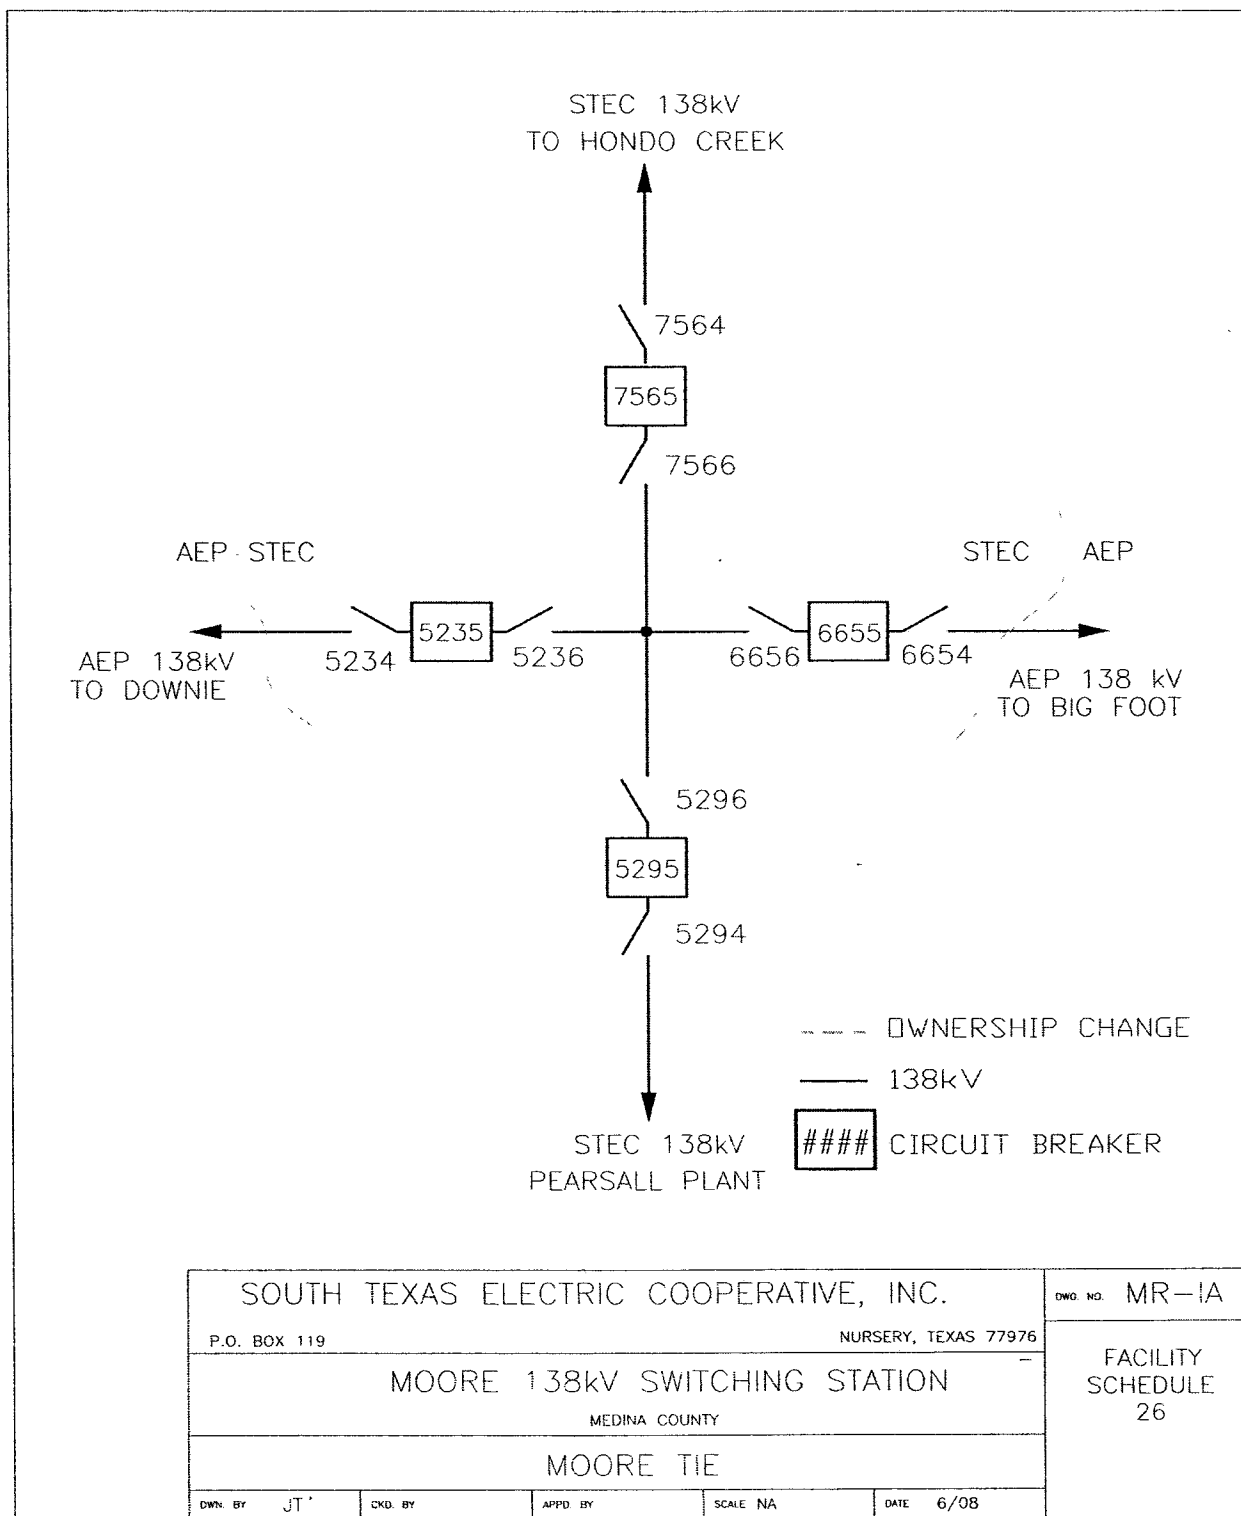 STEC 138kV
TO HONDO CREEK
7564
7565
7566
AEP STEC
STEC AEP
5235
6655
5234
5236
6656
6654
AEP 138kV
TO DOWNIE
AEP 138 kV
TO BIG FOOT
5296
5295
5294
OWNERSHIP CHANGE
138kV
STEC 138kV
PEARSALL PLANT
#### CIRCUIT BREAKER
SOUTH TEXAS ELECTRIC COOPERATIVE, INC.
P.O. BOX 119
NURSERY, TEXAS 77976
DWG. NO. MR-1A
MOORE 138kV SWITCHING STATION
MEDINA COUNTY
FACILITY
SCHEDULE
26
MOORE TIE
DWN. BY JT
CKD. BY
APPD. BY
SCALE NA
DATE 6/08